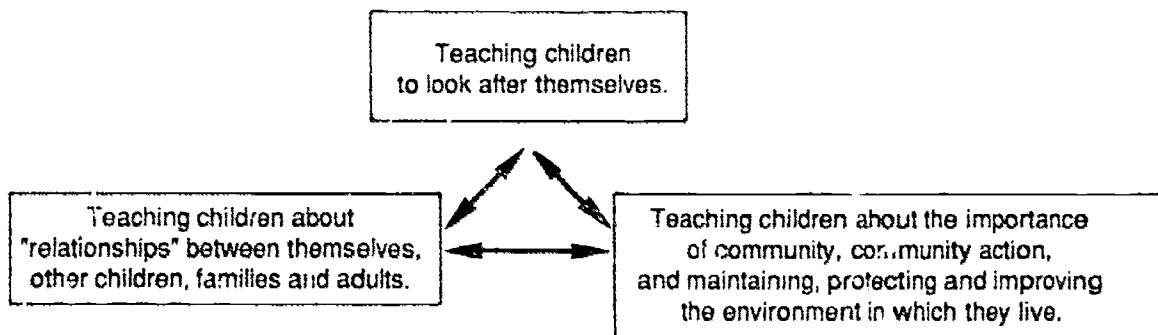 Teaching children
to look after themselves.
Teaching children about
"relationships" between themselves,
other children, families and adults.
Teaching children about the importance
of community, community action,
and maintaining, protecting and improving
the environment in which they live.